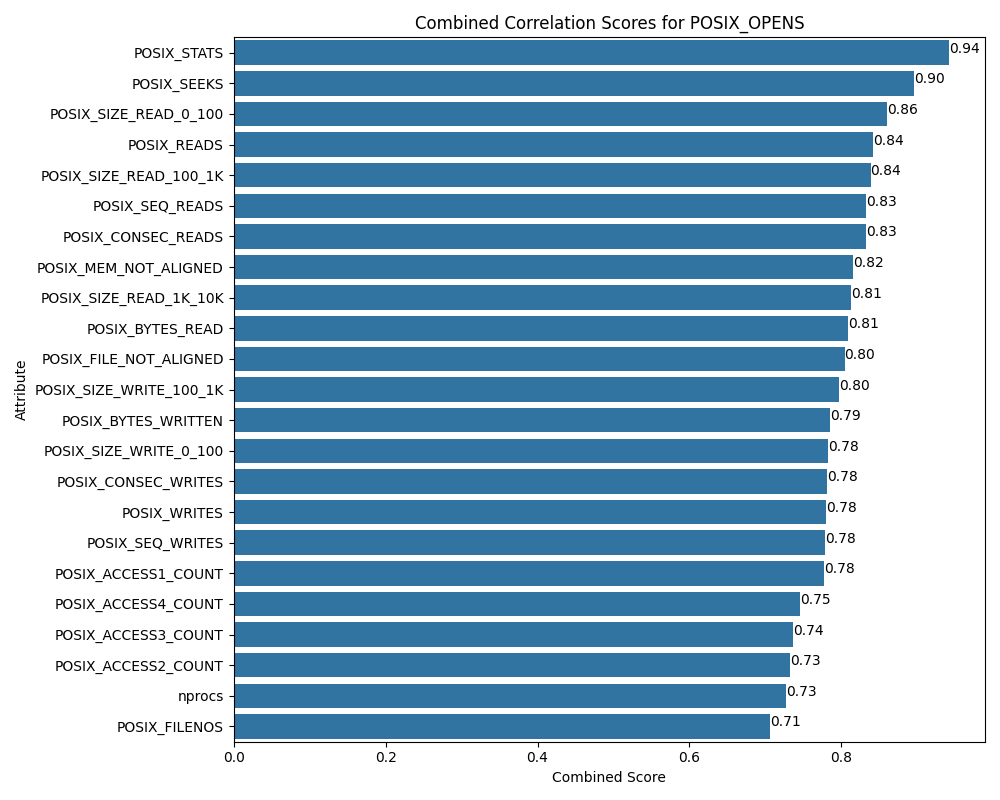 Combined Correlation Scores for POSIX_OPENS
POSIX_STATS 0.94
POSIX_SEEKS 0.90
POSIX_SIZE_READ_0_100 0.86
POSIX_READS 0.84
POSIX_SIZE_READ_100_1K 0.84
POSIX_SEQ_READS 0.83
POSIX_CONSEC_READS 0.83
POSIX_MEM_NOT_ALIGNED 0.82
POSIX_SIZE_READ_1K_10K 0.81
POSIX_BYTES_READ 0.81
POSIX_FILE_NOT_ALIGNED 0.80
POSIX_SIZE_WRITE_100_1K 0.80
POSIX_BYTES_WRITTEN 0.79
POSIX_SIZE_WRITE_0_100 0.78
POSIX_CONSEC_WRITES 0.78
POSIX_WRITES 0.78
POSIX_SEQ_WRITES 0.78
POSIX_ACCESS1_COUNT 0.78
POSIX_ACCESS4_COUNT 0.75
POSIX_ACCESS3_COUNT 0.74
POSIX_ACCESS2_COUNT 0.73
nprocs 0.73
POSIX_FILENOS 0.71
Attribute
0.0 0.2 0.4 0.6 0.8
Combined Score